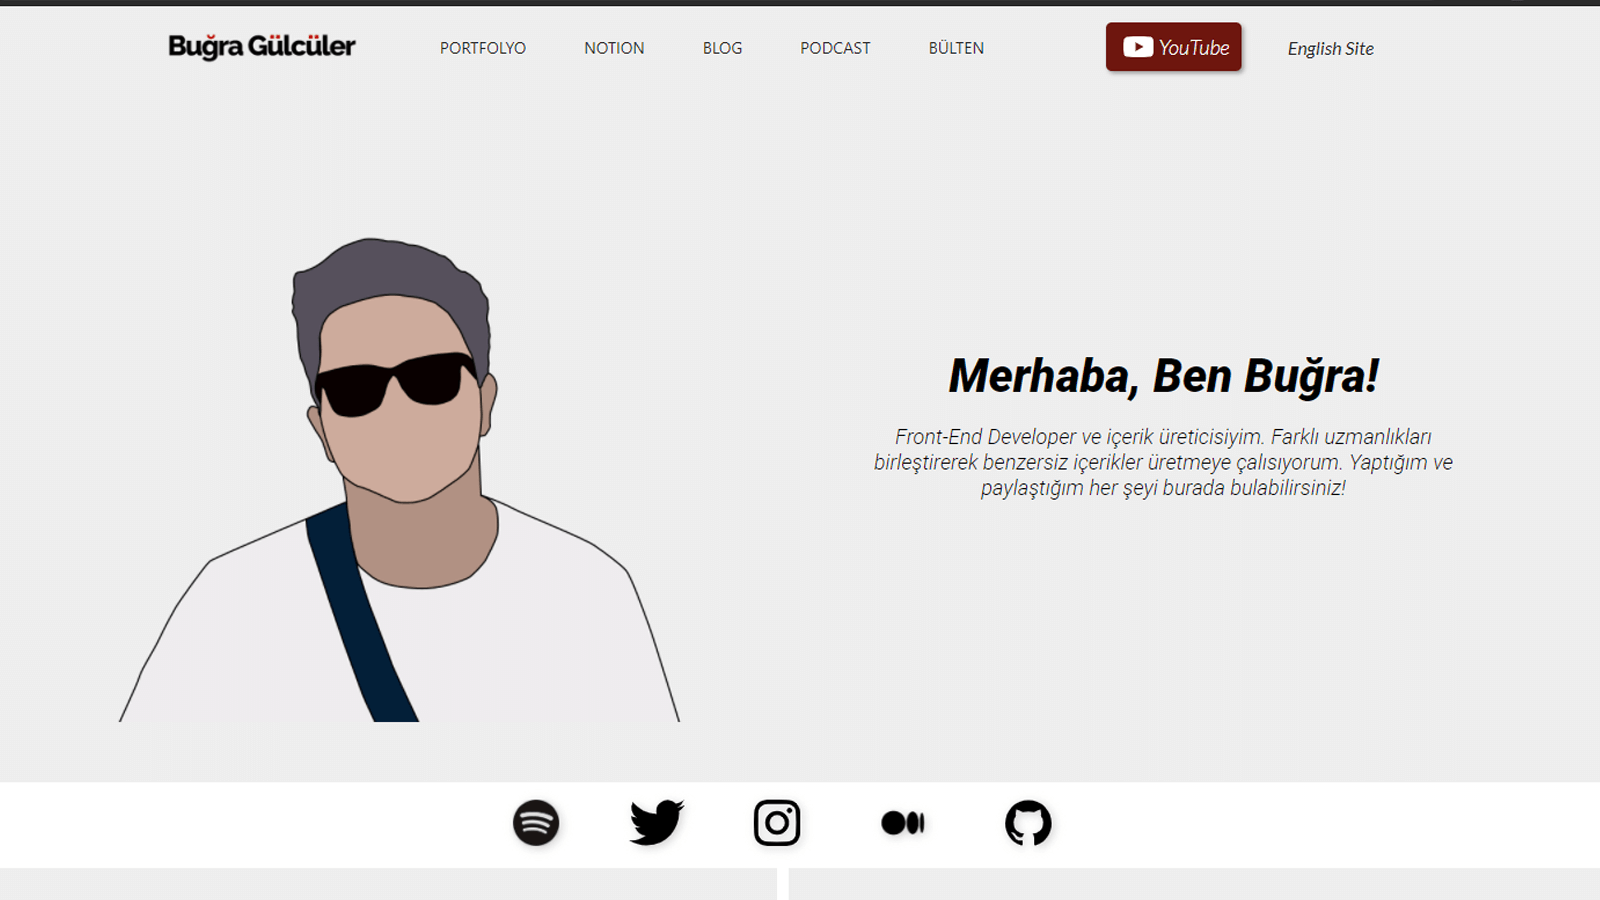 Buğra Gülcüler
PORTFOLYO
NOTION
BLOG
PODCAST
BÜLTEN
YouTube
English Site
Merhaba, Ben Buğra!
Front-End Developer ve içerik üreticisiyim. Farklı uzmanlıkları
birleştirerek benzersiz içerikler üretmeye çalısıyorum. Yaptığım ve
paylaştığım her şeyi burada bulabilirsiniz!